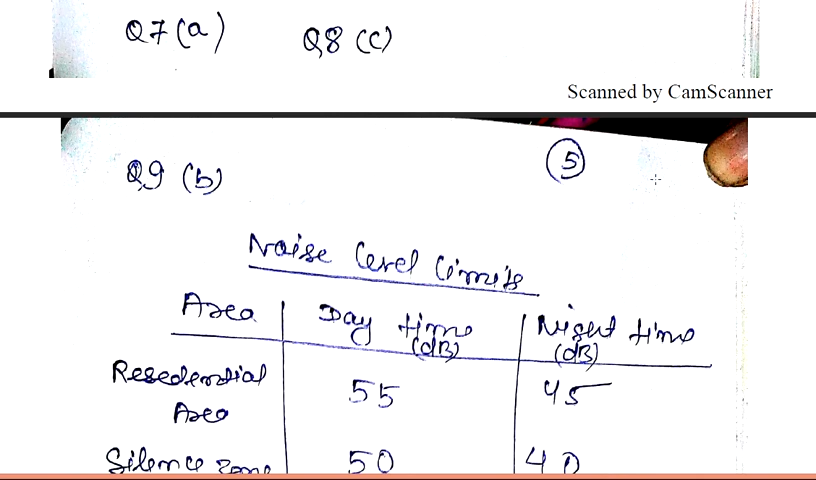 Q7 (a) Q8 (c)
Scanned by CamScanner
Q9 (b) 5
Noise level limits
Area Day time (dB) Night time (dB)
Resedential Area 55 45
Silence zone 50 40